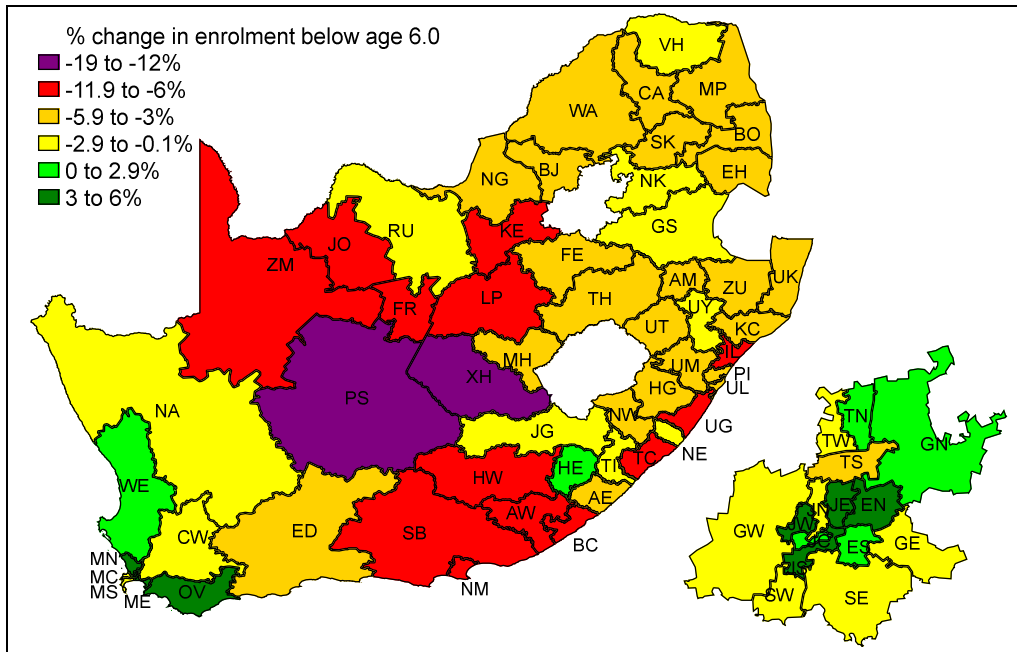 % change in enrolment below age 6.0
-19 to -12%
-11.9 to -6%
-5.9 to -3%
-2.9 to -0.1%
0 to 2.9%
3 to 6%
VH
CA
MP
WA
BO
SK
BJ
EH
NG
NK
GS
RU
KE
JO
FE
ZM
AM
ZU
UK
LP
TH
FR
UY
UT
KC
IL
MH
UM
PI
XH
HG
UL
PS
NW
NA
UG
JG
NE
TC
TI
HE
HW
WE
AE
AW
ED
SB
CW
BC
MN
MC
MS
ME
OV
NM
TN
TW
GN
TS
JE
EN
GW
ES
GE
SW
SE